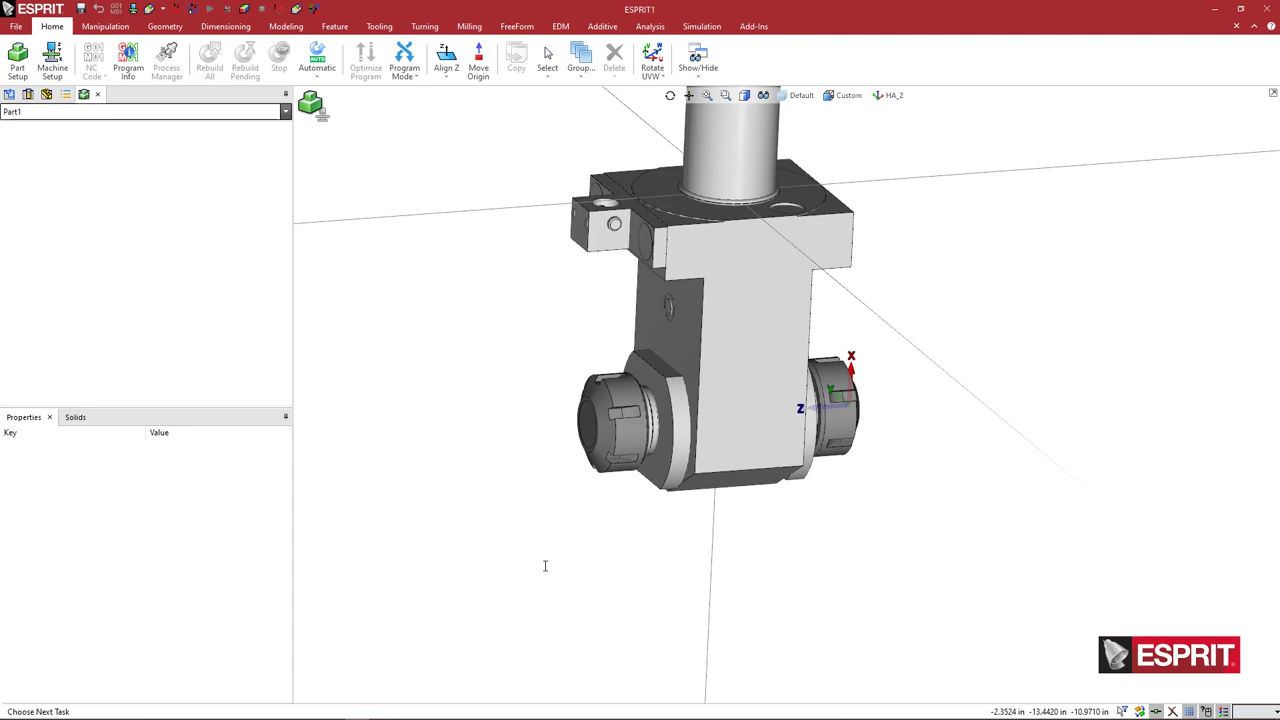 ESPRIT
ESPRIT1
File
Home
Manipulation
Geometry
Dimensioning
Modeling
Feature
Tooling
Turning
Milling
FreeForm
EDM
Additive
Analysis
Simulation
Add-Ins
Part Setup
Machine Setup
NC Code
Program Info
Process Manager
Rebuild All
Rebuild Pending
Stop
Automatic
Optimize Program
Program Mode
Align Z
Move Origin
Copy
Select
Group...
Delete
Rotate UVW
Show/Hide
Part1
Default
Custom
HA_2
X
Y
Z
Properties
Solids
Key
Value
ESPRIT
Choose Next Task
-2.3524 in -13.4420 in -10.9710 in